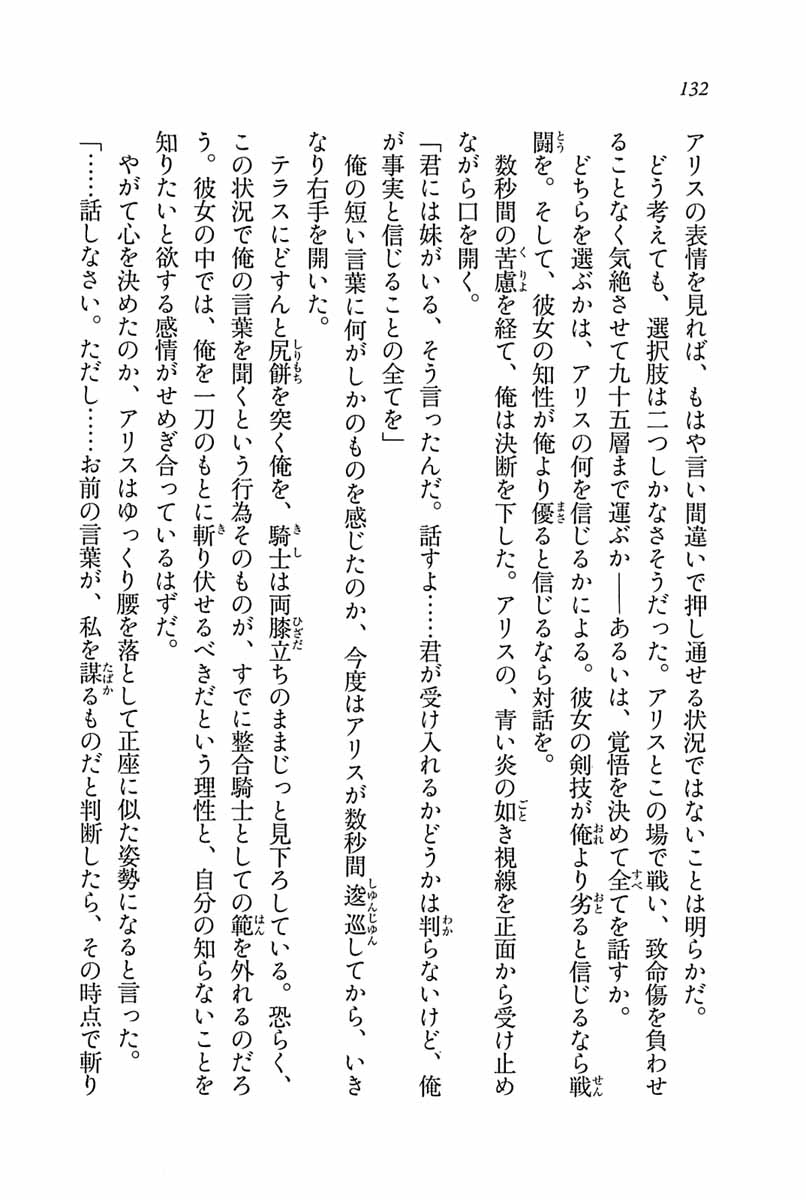 132
アリスの表情を見れば、もはや言い間違いで押し通せる状況ではないことは明らかだ。
どう考えても、選択肢は二つしかなさそうだった。アリスとこの場で戦い、致命傷を負わせ
ることなく気絶させて九十五層まで運ぶか――あるいは、覚悟を決めて全てを話すか。
どちらを選ぶかは、アリスの何を信じるかによる。彼女の剣技が俺より劣ると信じるなら戦
闘を。そして、彼女の知性が俺より優ると信じるなら対話を。
数秒間の苦慮を経て、俺は決断を下した。アリスの、青い炎の如き視線を正面から受け止め
ながら口を開く。
「君には妹がいる、そう言ったんだ。話すよ……君が受け入れるかどうかは判らないけど、俺
が事実と信じることの全てを」
俺の短い言葉に何がしかのものを感じたのか、今度はアリスが数秒間逡巡してから、いき
なり右手を開いた。
テラスにどすんと尻餅を突く俺を、騎士は両膝立ちのままじっと見下ろしている。恐らく、
この状況で俺の言葉を聞くという行為そのものが、すでに整合騎士としての範を外れるのだろ
う。彼女の中では、俺を一刀のもとに斬り伏せるべきだという理性と、自分の知らないことを
知りたいと欲する感情がせめぎ合っているはずだ。
やがて心を決めたのか、アリスはゆっくり腰を落として正座に似た姿勢になると言った。
「……話しなさい。ただし……お前の言葉が、私を謀るものだと判断したら、その時点で斬り